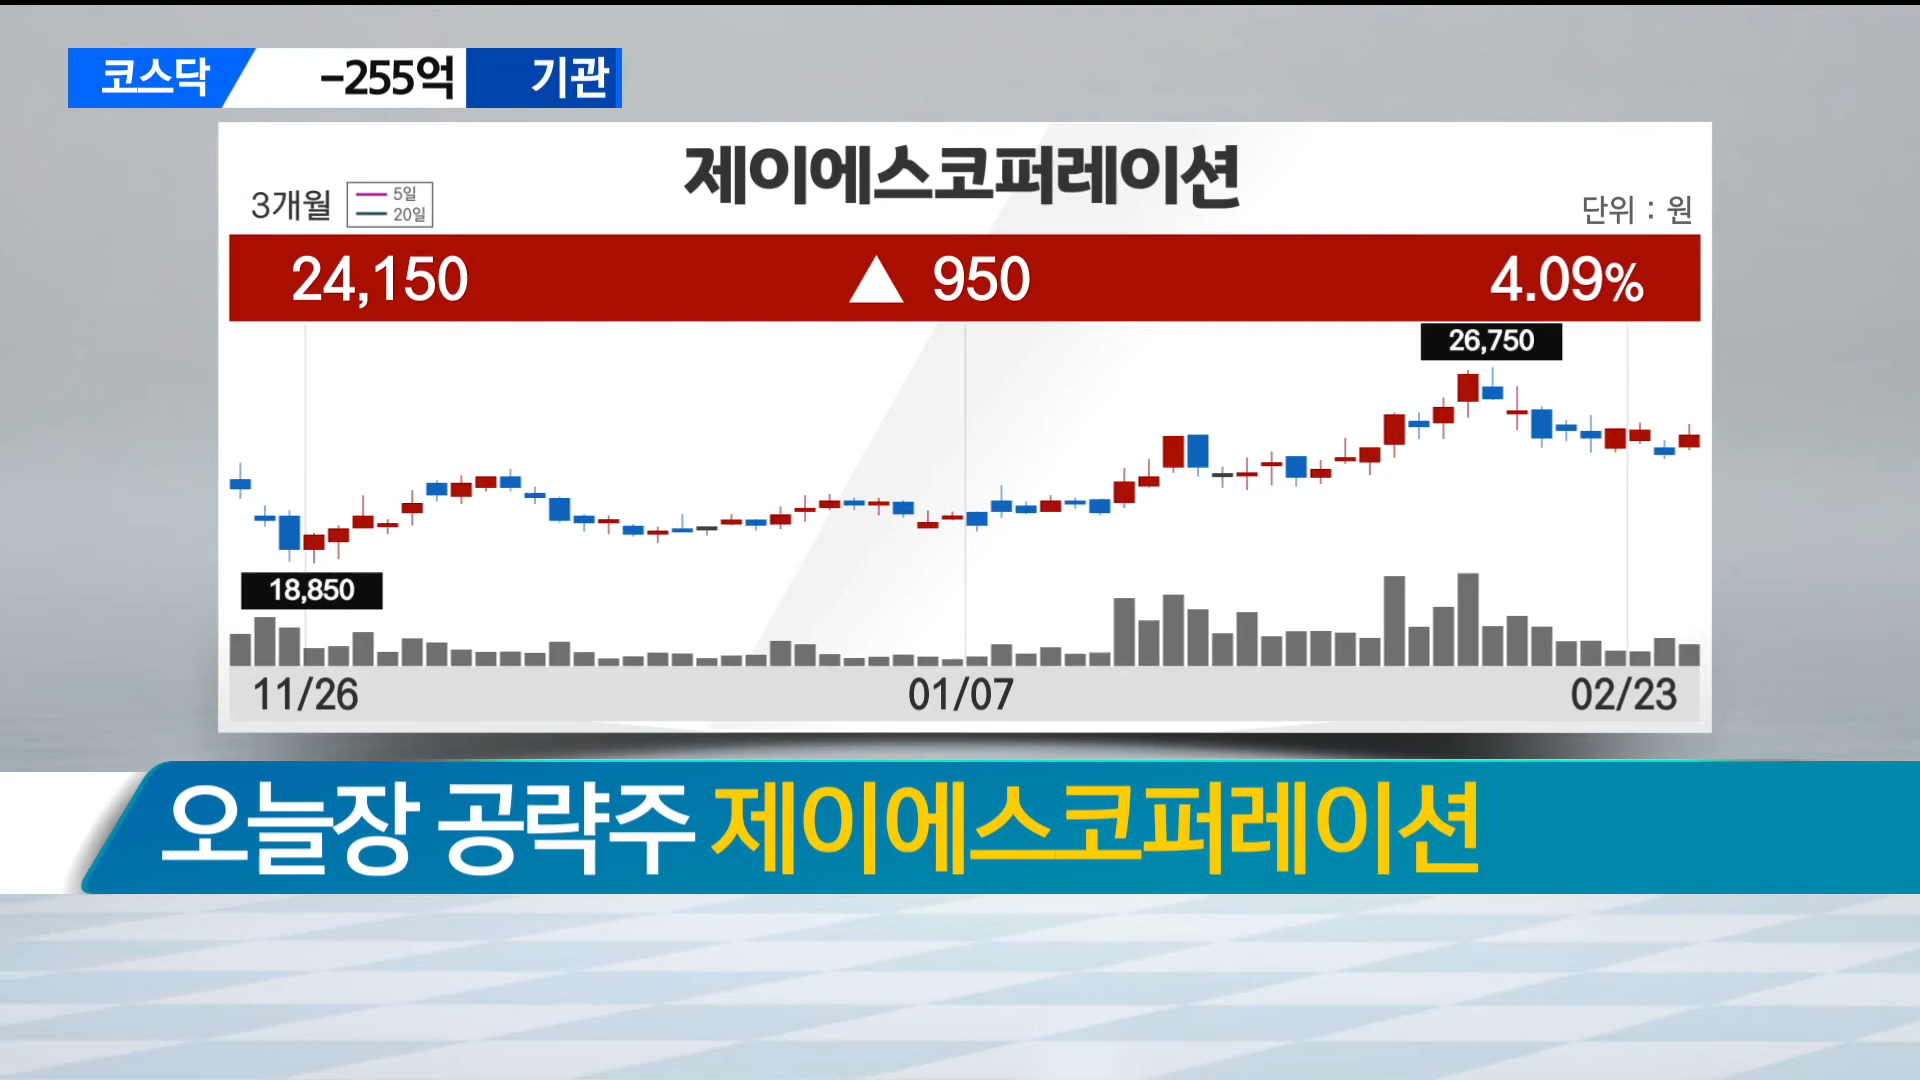 코스닥 -255억 기관
제이에스코퍼레이션
3개월
5일
20일
단위 : 원
24,150 ▲ 950 4.09%
26,750
18,850
11/26 01/07 02/23
오늘장 공략주 제이에스코퍼레이션